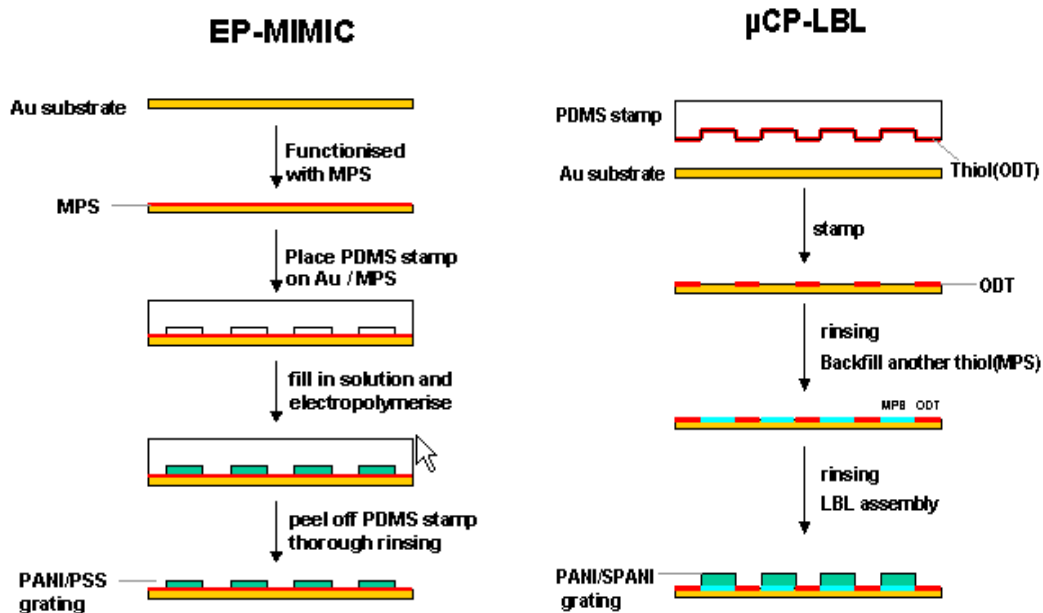 EP-MIMIC
Au substrate
Functionised
with MPS
MPS
Place PDMS stamp
on Au / MPS
fill in solution and
electropolymerise
peel off PDMS stamp
thorough rinsing
PANI/PSS
grating
µCP-LBL
PDMS stamp
Thiol(ODT)
Au substrate
stamp
ODT
rinsing
Backfill another thiol(MPS)
MPS ODT
rinsing
LBL assembly
PANI/SPANI
grating